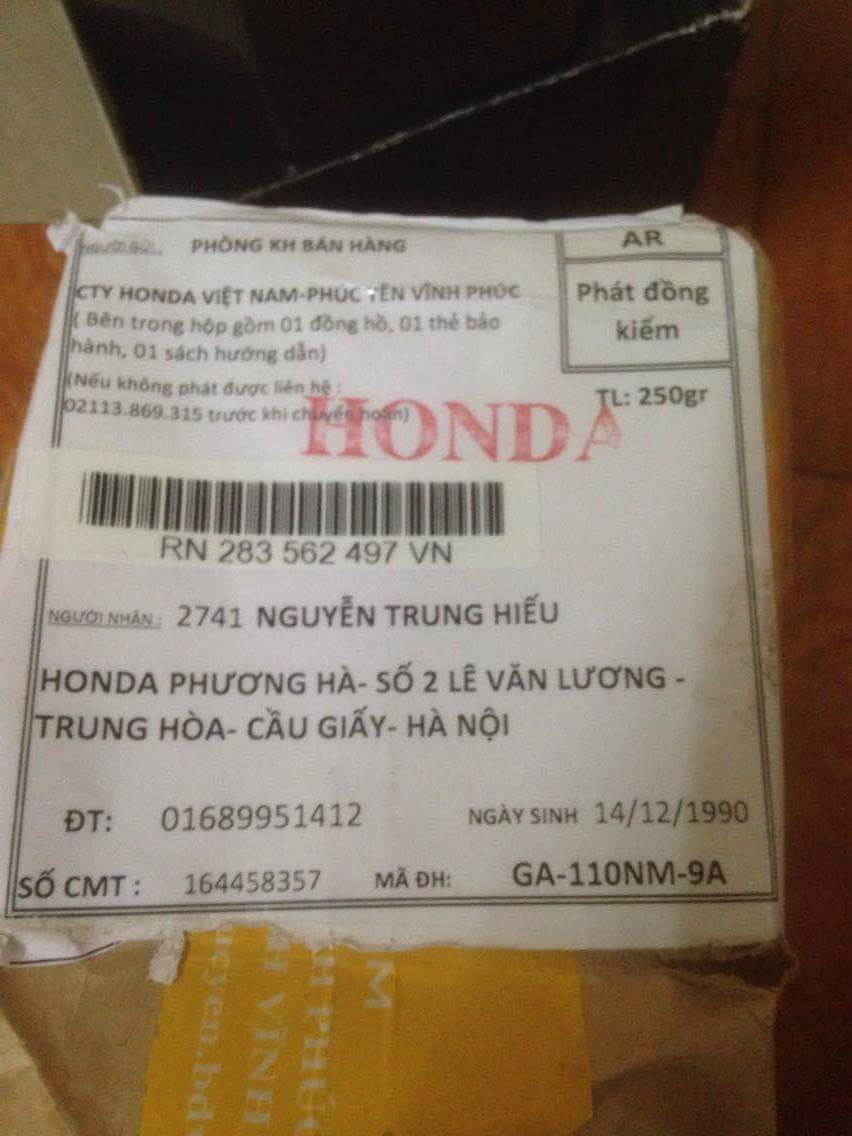 NGƯỜI GỬI: PHÒNG KH BÁN HÀNG
AR
CTY HONDA VIỆT NAM-PHÚC YÊN VĨNH PHÚC
Phát đồng
kiểm
( Bên trong hộp gồm 01 đồng hồ, 01 thẻ bảo
hành, 01 sách hướng dẫn)
(Nếu không phát được liên hệ :
02113.869.315 trước khi chuyển hoàn)
TL: 250gr
HONDA
RN 283 562 497 VN
NGƯỜI NHẬN : 2741 NGUYỄN TRUNG HIẾU
HONDA PHƯƠNG HÀ- SỐ 2 LÊ VĂN LƯƠNG -
TRUNG HÒA- CẦU GIẤY- HÀ NỘI
ĐT: 01689951412 NGÀY SINH 14/12/1990
SỐ CMT : 164458357 MÃ ĐH: GA-110NM-9A
M
H PHÚC
H VĨNH